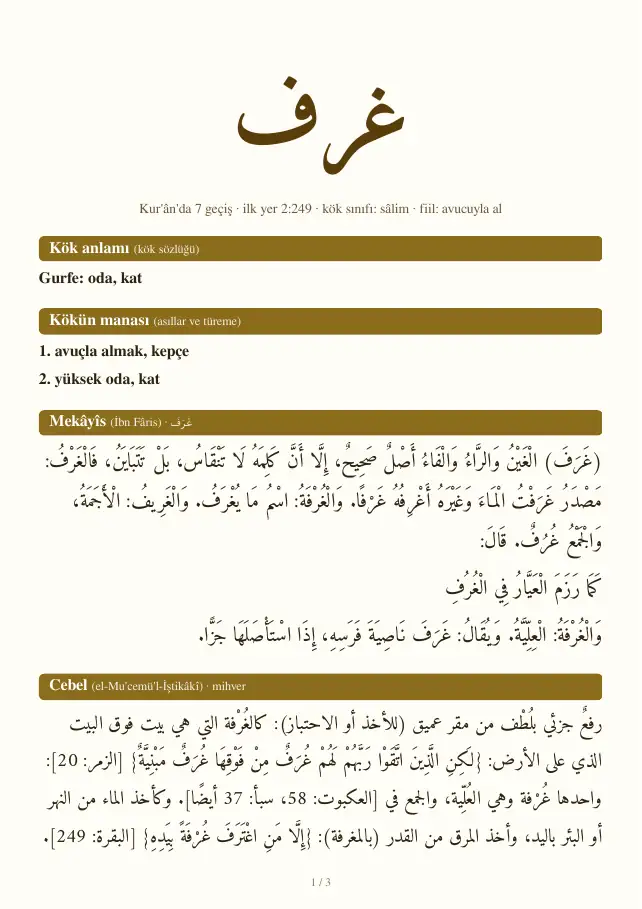 غرف
Kur'ân'da 7 geçiş · ilk yer 2:249 · kök sınıfı: sâlim · fiil: avucuyla al
Kök anlamı (kök sözlüğü)
Gurfe: oda, kat
Kökün manası (asıllar ve türeme)
1. avuçla almak, kepçe
2. yüksek oda, kat
Mekâyîs (İbn Fâris) · غَرَفَ
(غَرَفَ) الْغَيْنُ وَالرَّاءُ وَالْفَاءُ أَصْلٌ صَحِيحٌ، إِلَّا أَنَّ كَلِمَهُ لَا تَنْقَاسُ، بَلْ تَتَبَايَنُ، فَالْغَرْفُ:
مَصْدَرُ غَرَفْتُ الْمَاءَ وَغَيْرَهُ أَغْرِفُهُ غَرْفًا. وَالْغُرْفَةُ: اسْمُ مَا يُغْرَفُ. وَالْغَرِيفُ: الْأَجَمَةُ،
وَالْجَمْعُ غُرُفٌ. قَالَ:
كَمَا رَزَمَ الْعَيَّارُ فِي الْغُرُفِ
وَالْغُرْفَةُ: الْعِلِّيَّةُ. وَيُقَالُ: غَرَفَ نَاصِيَةَ فَرَسِهِ، إِذَا اسْتَأْصَلَهَا جَزًّا.
Cebel (el-Mu'cemü'l-İştikâkî) · mihver
رفعٌ جزئي بلُطْف من مقر عميق (للأخذ أو الاحتباز): كالغُرْفة التي هي بيت فوق البيت
الذي على الأرض: {لَكِنِ الَّذِينَ اتَّقَوْا رَبَّهُمْ لَهُمْ غُرَفٌ مِنْ فَوْقِهَا غُرَفٌ مَبْنِيَّةٌ} [الزمر: 20]:
واحدها غُرْفة وهي العُلِّية، والجمع في [العكبوت: 58، سبأ: 37 أيضًا]. وكأخذ الماء من النهر
أو البئر باليد، وأخذ المرق من القدر (بالمغرفة): {إِلَّا مَنِ اغْتَرَفَ غُرْفَةً بِيَدِهِ} [البقرة: 249].
1 / 3